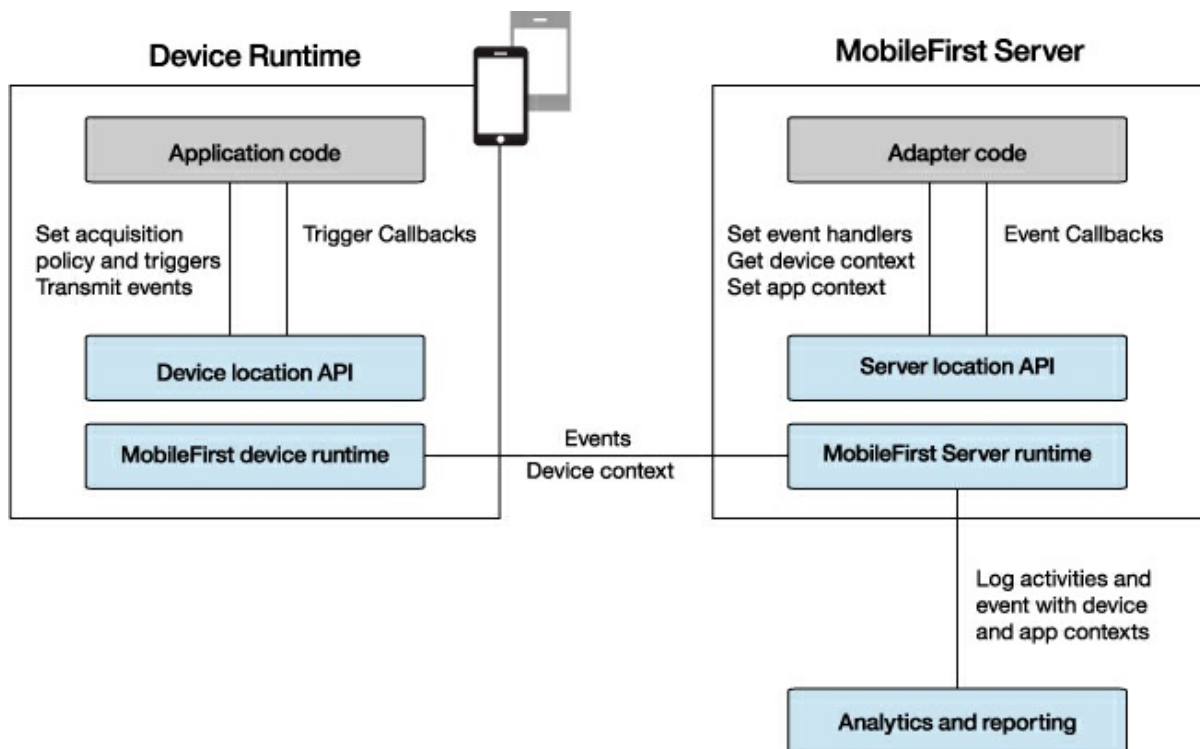 Device Runtime
Application code
Set acquisition
policy and triggers
Transmit events
Trigger Callbacks
Device location API
MobileFirst device runtime
Events
Device context
MobileFirst Server
Adapter code
Set event handlers
Get device context
Set app context
Event Callbacks
Server location API
MobileFirst Server runtime
Log activities and
event with device
and app contexts
Analytics and reporting